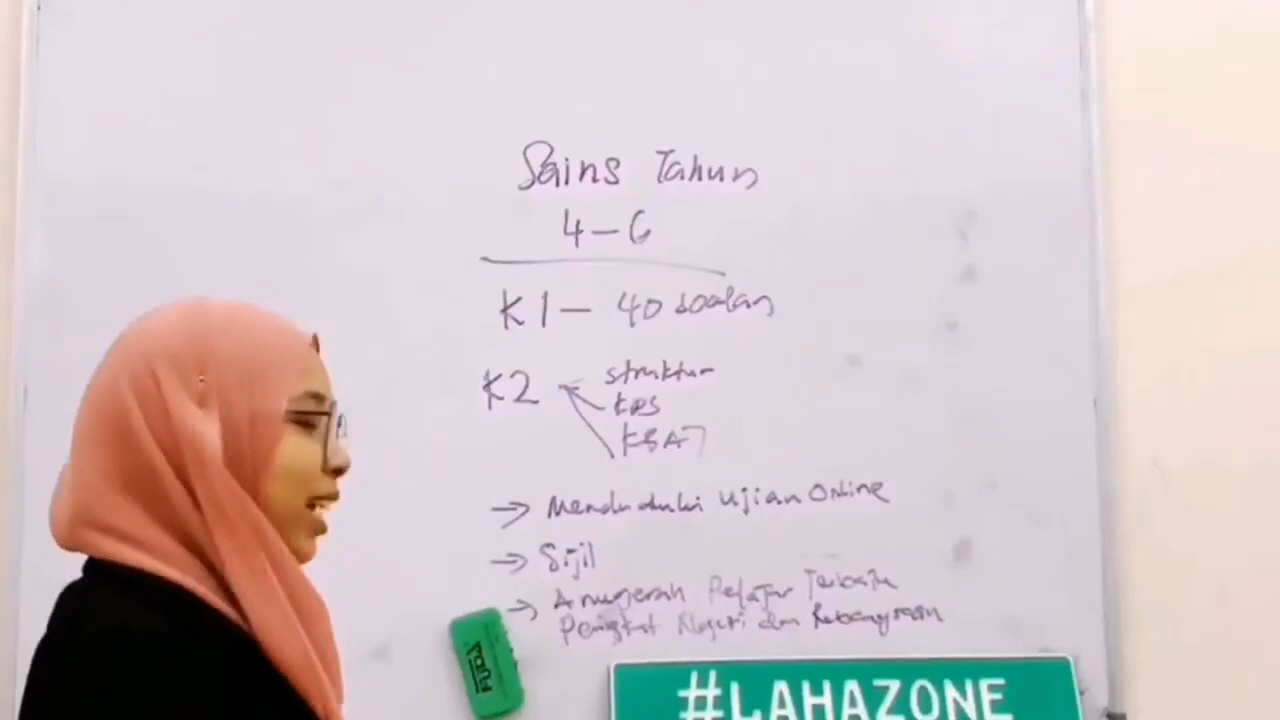 Sains Tahun
4-6
K1 - 40 soalan
K2
struktur
KPS
KBAT
→ Menduduki Ujian Online
→ Sijil
→ Anugerah Pelajar Terbaik
Peringkat Negeri dan Kebangsaan
#LAHAZONE